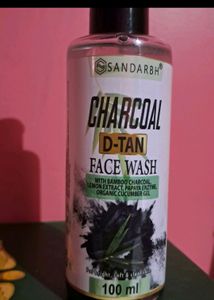 SANDARBH®
CHARCOAL
D-TAN
FACE WASH
WITH BAMBOO CHARCOAL,
LEMON EXTRACT, PAPAYA ENZYME,
ORGANIC CUCUMBER GEL
100 ml